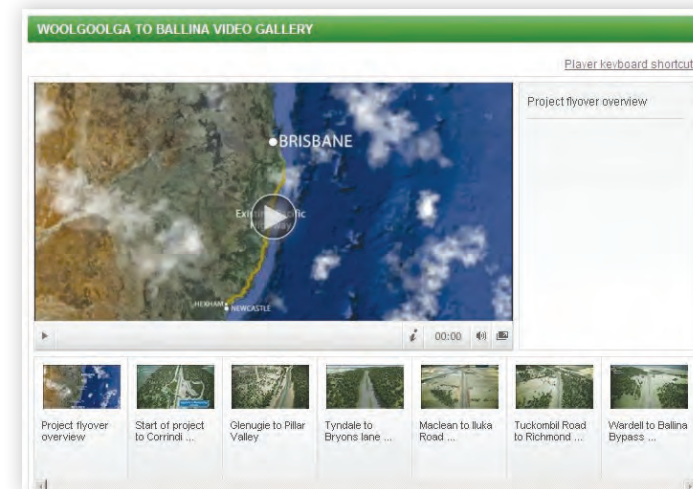 WOOLGOOLGA TO BALLINA VIDEO GALLERY
Player keyboard shortcut
Project flyover overview
BRISBANE
HEXHAM
NEWCASTLE
00:00
Project flyover
overview
Start of project
to Corrindi ...
Glenugie to Pillar
Valley
Tyndale to
Bryons lane ...
Maclean to Iluka
Road ...
Tuckombil Road
to Richmond ...
Wardell to Ballina
Bypass ...